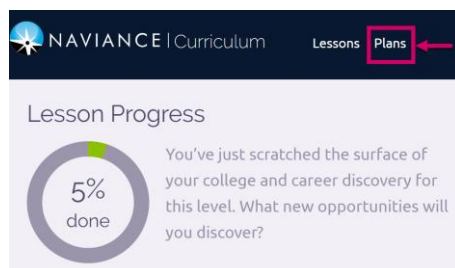 NAVIANCE | Curriculum Lessons Plans
Lesson Progress
5%
done
You've just scratched the surface of
your college and career discovery for
this level. What new opportunities will
you discover?